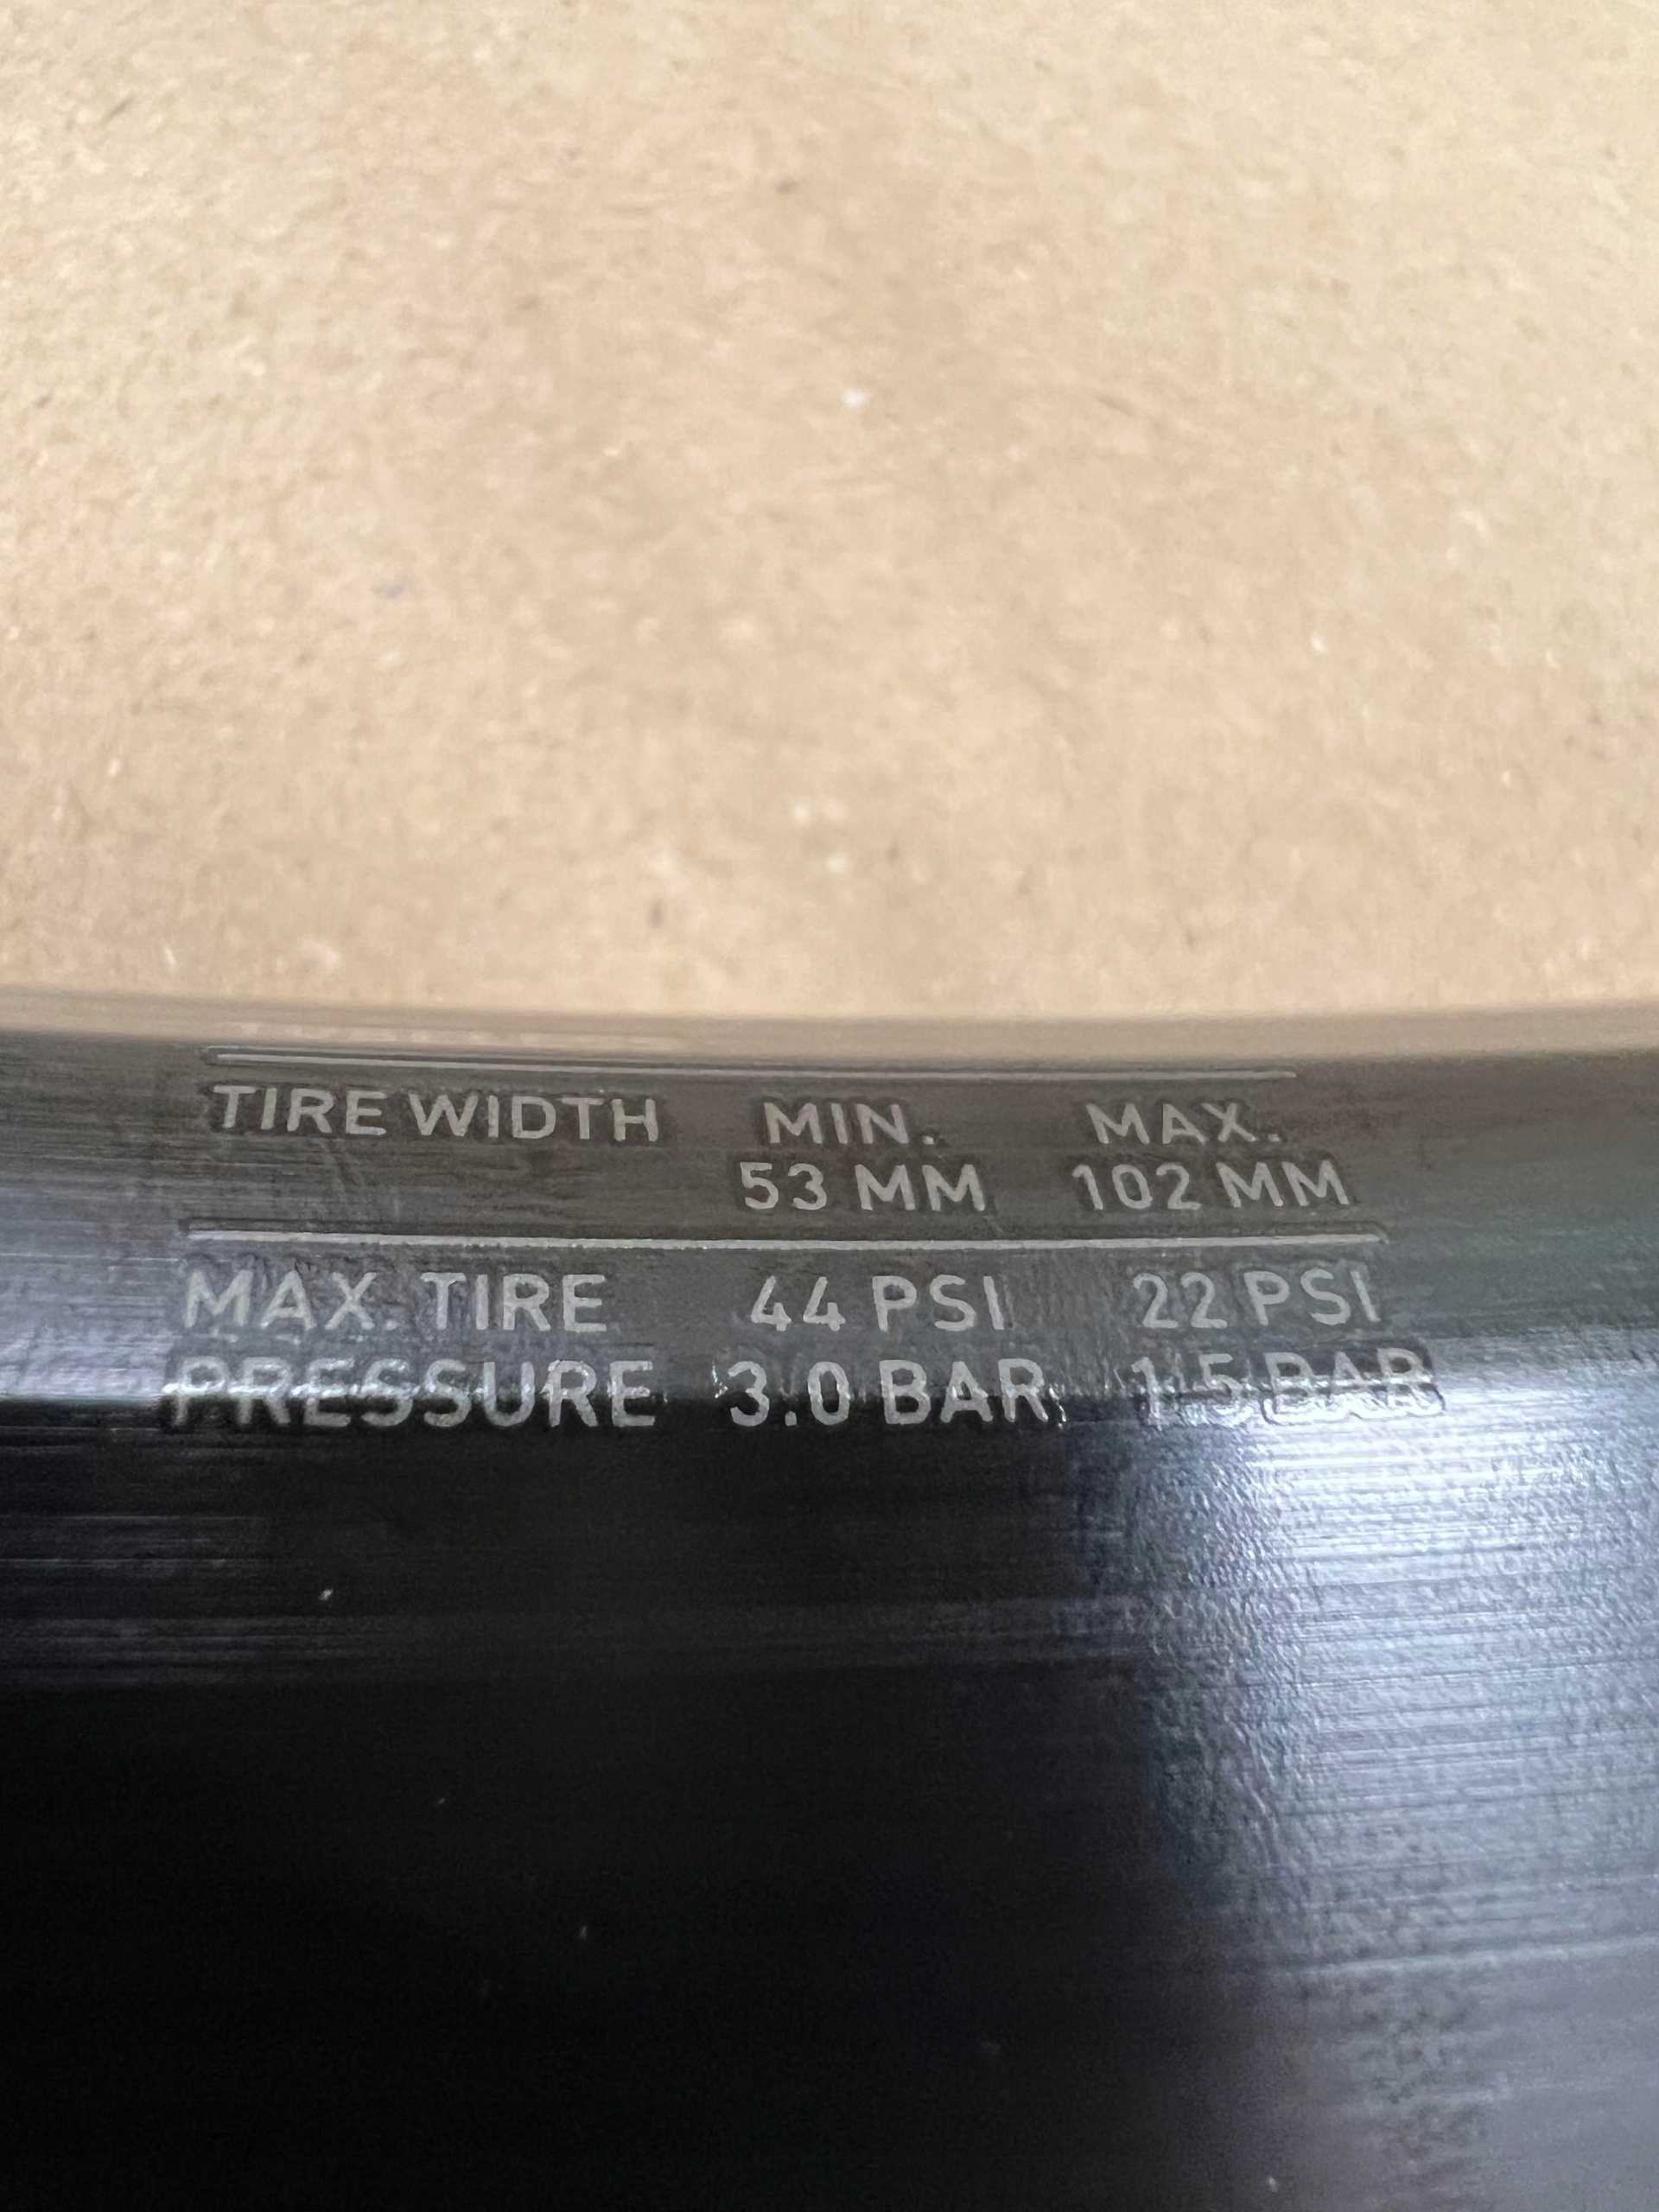 TIRE WIDTH MIN. MAX.
53 MM 102 MM
MAX. TIRE 44 PSI 22 PSI
PRESSURE 3.0 BAR 1.5 BAR